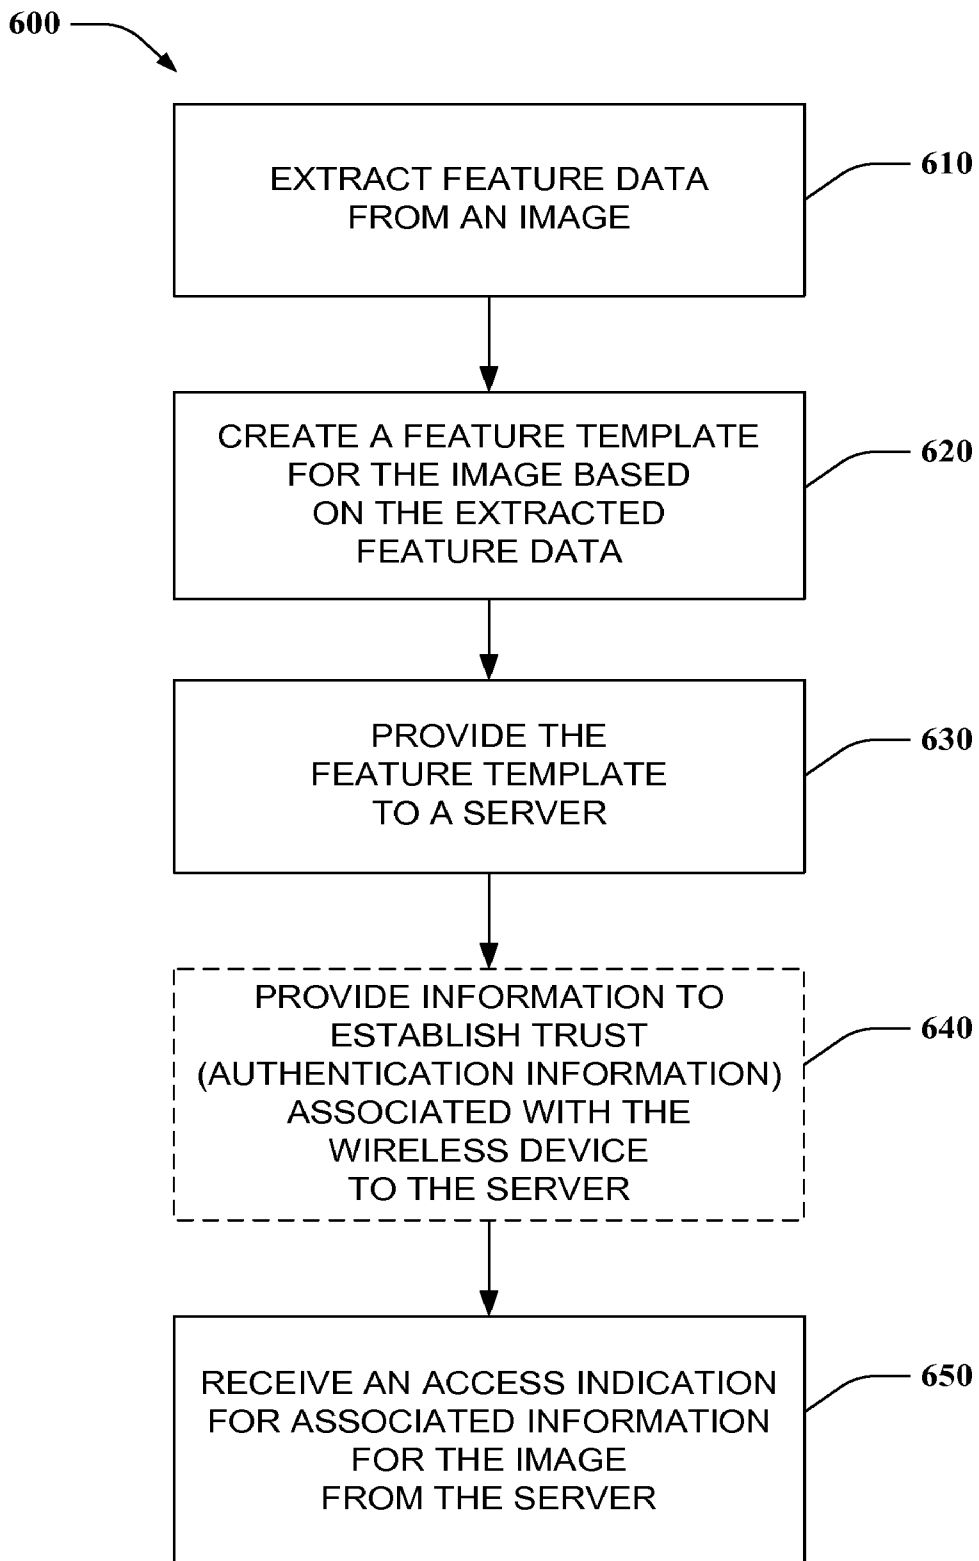 600
EXTRACT FEATURE DATA
FROM AN IMAGE
610
CREATE A FEATURE TEMPLATE
FOR THE IMAGE BASED
ON THE EXTRACTED
FEATURE DATA
620
PROVIDE THE
FEATURE TEMPLATE
TO A SERVER
630
PROVIDE INFORMATION TO
ESTABLISH TRUST
(AUTHENTICATION INFORMATION)
ASSOCIATED WITH THE
WIRELESS DEVICE
TO THE SERVER
640
RECEIVE AN ACCESS INDICATION
FOR ASSOCIATED INFORMATION
FOR THE IMAGE
FROM THE SERVER
650